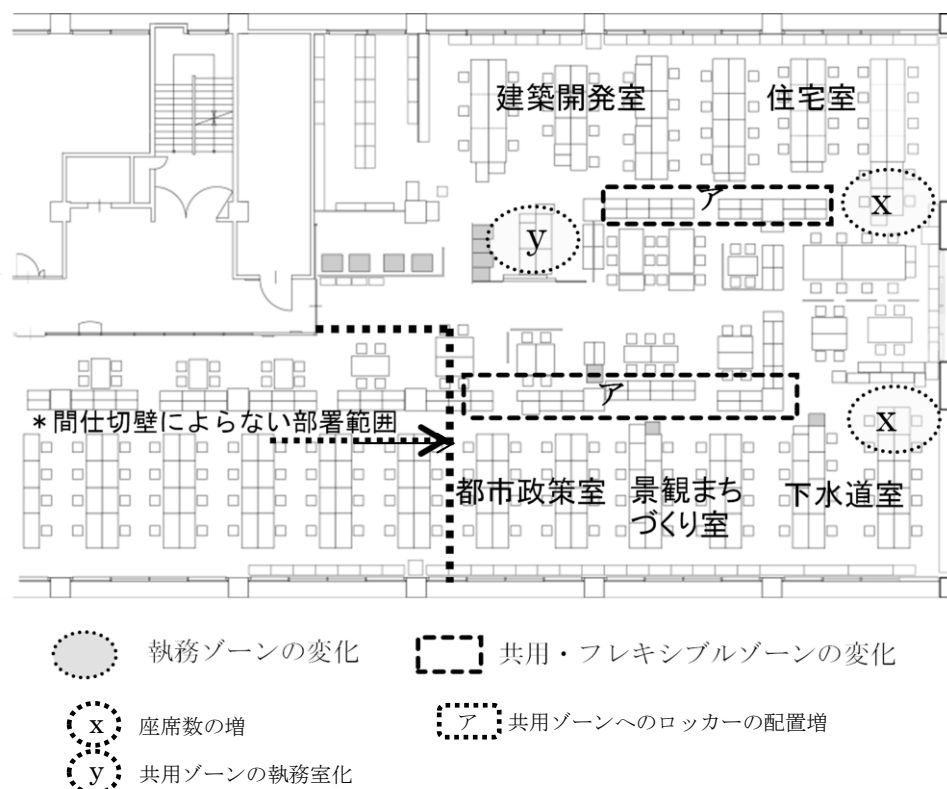 建築開発室
住宅室
ア
x
y
ア
x
*間仕切壁によらない部署範囲
都市政策室
景観まち
づくり室
下水道室
執務ゾーンの変化
共用・フレキシブルゾーンの変化
x 座席数の増
ア 共用ゾーンへのロッカーの配置増
y 共用ゾーンの執務室化